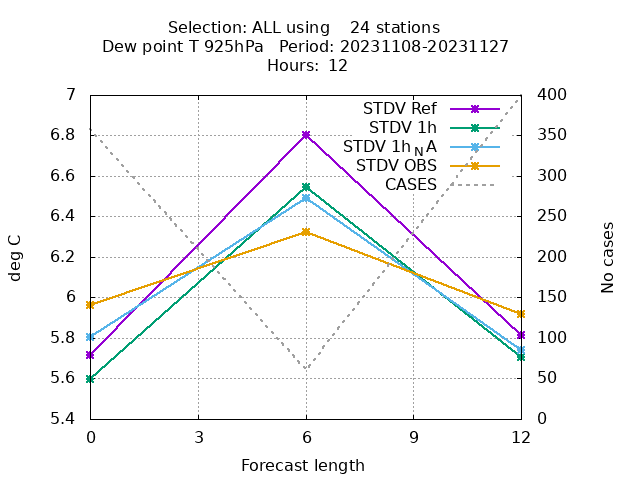 Selection: ALL using    24 stations
Dew point T 925hPa   Period: 20231108-20231127
Hours:  12
7
6.8
6.6
6.4
6.2
6
5.8
5.6
5.4
400
350
300
250
200
150
100
50
0
STDV Ref
STDV 1h
STDV 1h_NA
STDV OBS
CASES
deg C
No cases
0
3
6
9
12
Forecast length